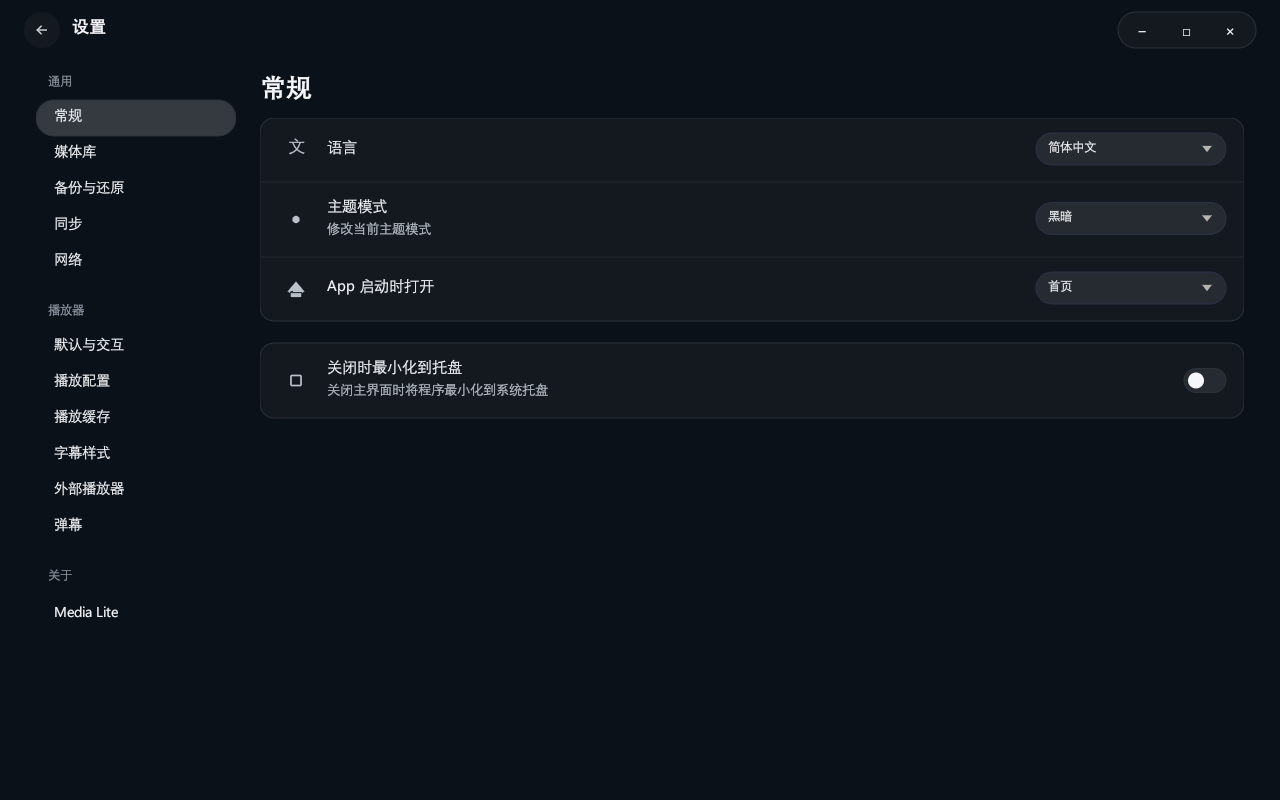 设置
通用
常规
媒体库
备份与还原
同步
网络
播放器
默认与交互
播放配置
播放缓存
字幕样式
外部播放器
弹幕
关于
Media Lite
常规
文 语言 简体中文
主题模式
修改当前主题模式
黑暗
App 启动时打开 首页
关闭时最小化到托盘
关闭主界面时将程序最小化到系统托盘